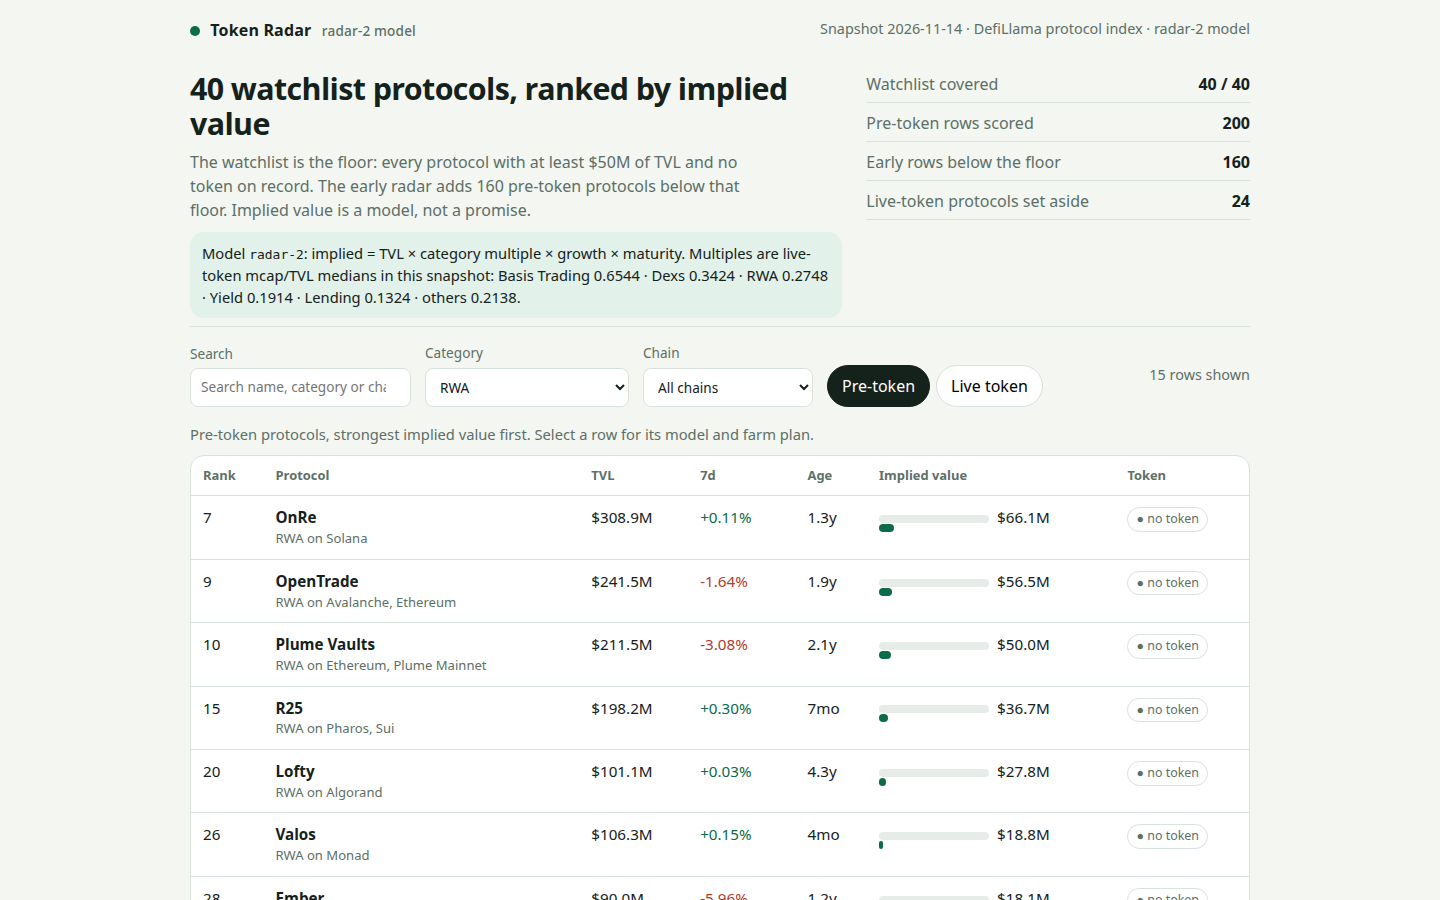 Token Radar radar-2 model
Snapshot 2026-11-14 · DefiLlama protocol index · radar-2 model
40 watchlist protocols, ranked by implied
value
The watchlist is the floor: every protocol with at least $50M of TVL and no
token on record. The early radar adds 160 pre-token protocols below that
floor. Implied value is a model, not a promise.
Model radar-2: implied = TVL × category multiple × growth × maturity. Multiples are live-
token mcap/TVL medians in this snapshot: Basis Trading 0.6544 · Dexs 0.3424 · RWA 0.2748
· Yield 0.1914 · Lending 0.1324 · others 0.2138.
Watchlist covered 40 / 40
Pre-token rows scored 200
Early rows below the floor 160
Live-token protocols set aside 24
Search Category Chain
Search name, category or cha RWA All chains Pre-token Live token 15 rows shown
Pre-token protocols, strongest implied value first. Select a row for its model and farm plan.
Rank Protocol TVL 7d Age Implied value Token
7 OnRe $308.9M +0.11% 1.3y $66.1M no token
RWA on Solana
9 OpenTrade $241.5M -1.64% 1.9y $56.5M no token
RWA on Avalanche, Ethereum
10 Plume Vaults $211.5M -3.08% 2.1y $50.0M no token
RWA on Ethereum, Plume Mainnet
15 R25 $198.2M +0.30% 7mo $36.7M no token
RWA on Pharos, Sui
20 Lofty $101.1M +0.03% 4.3y $27.8M no token
RWA on Algorand
26 Valos $106.3M +0.15% 4mo $18.8M no token
RWA on Monad
28 Ember $90.0M -5.96% 1.2y $18.1M no token